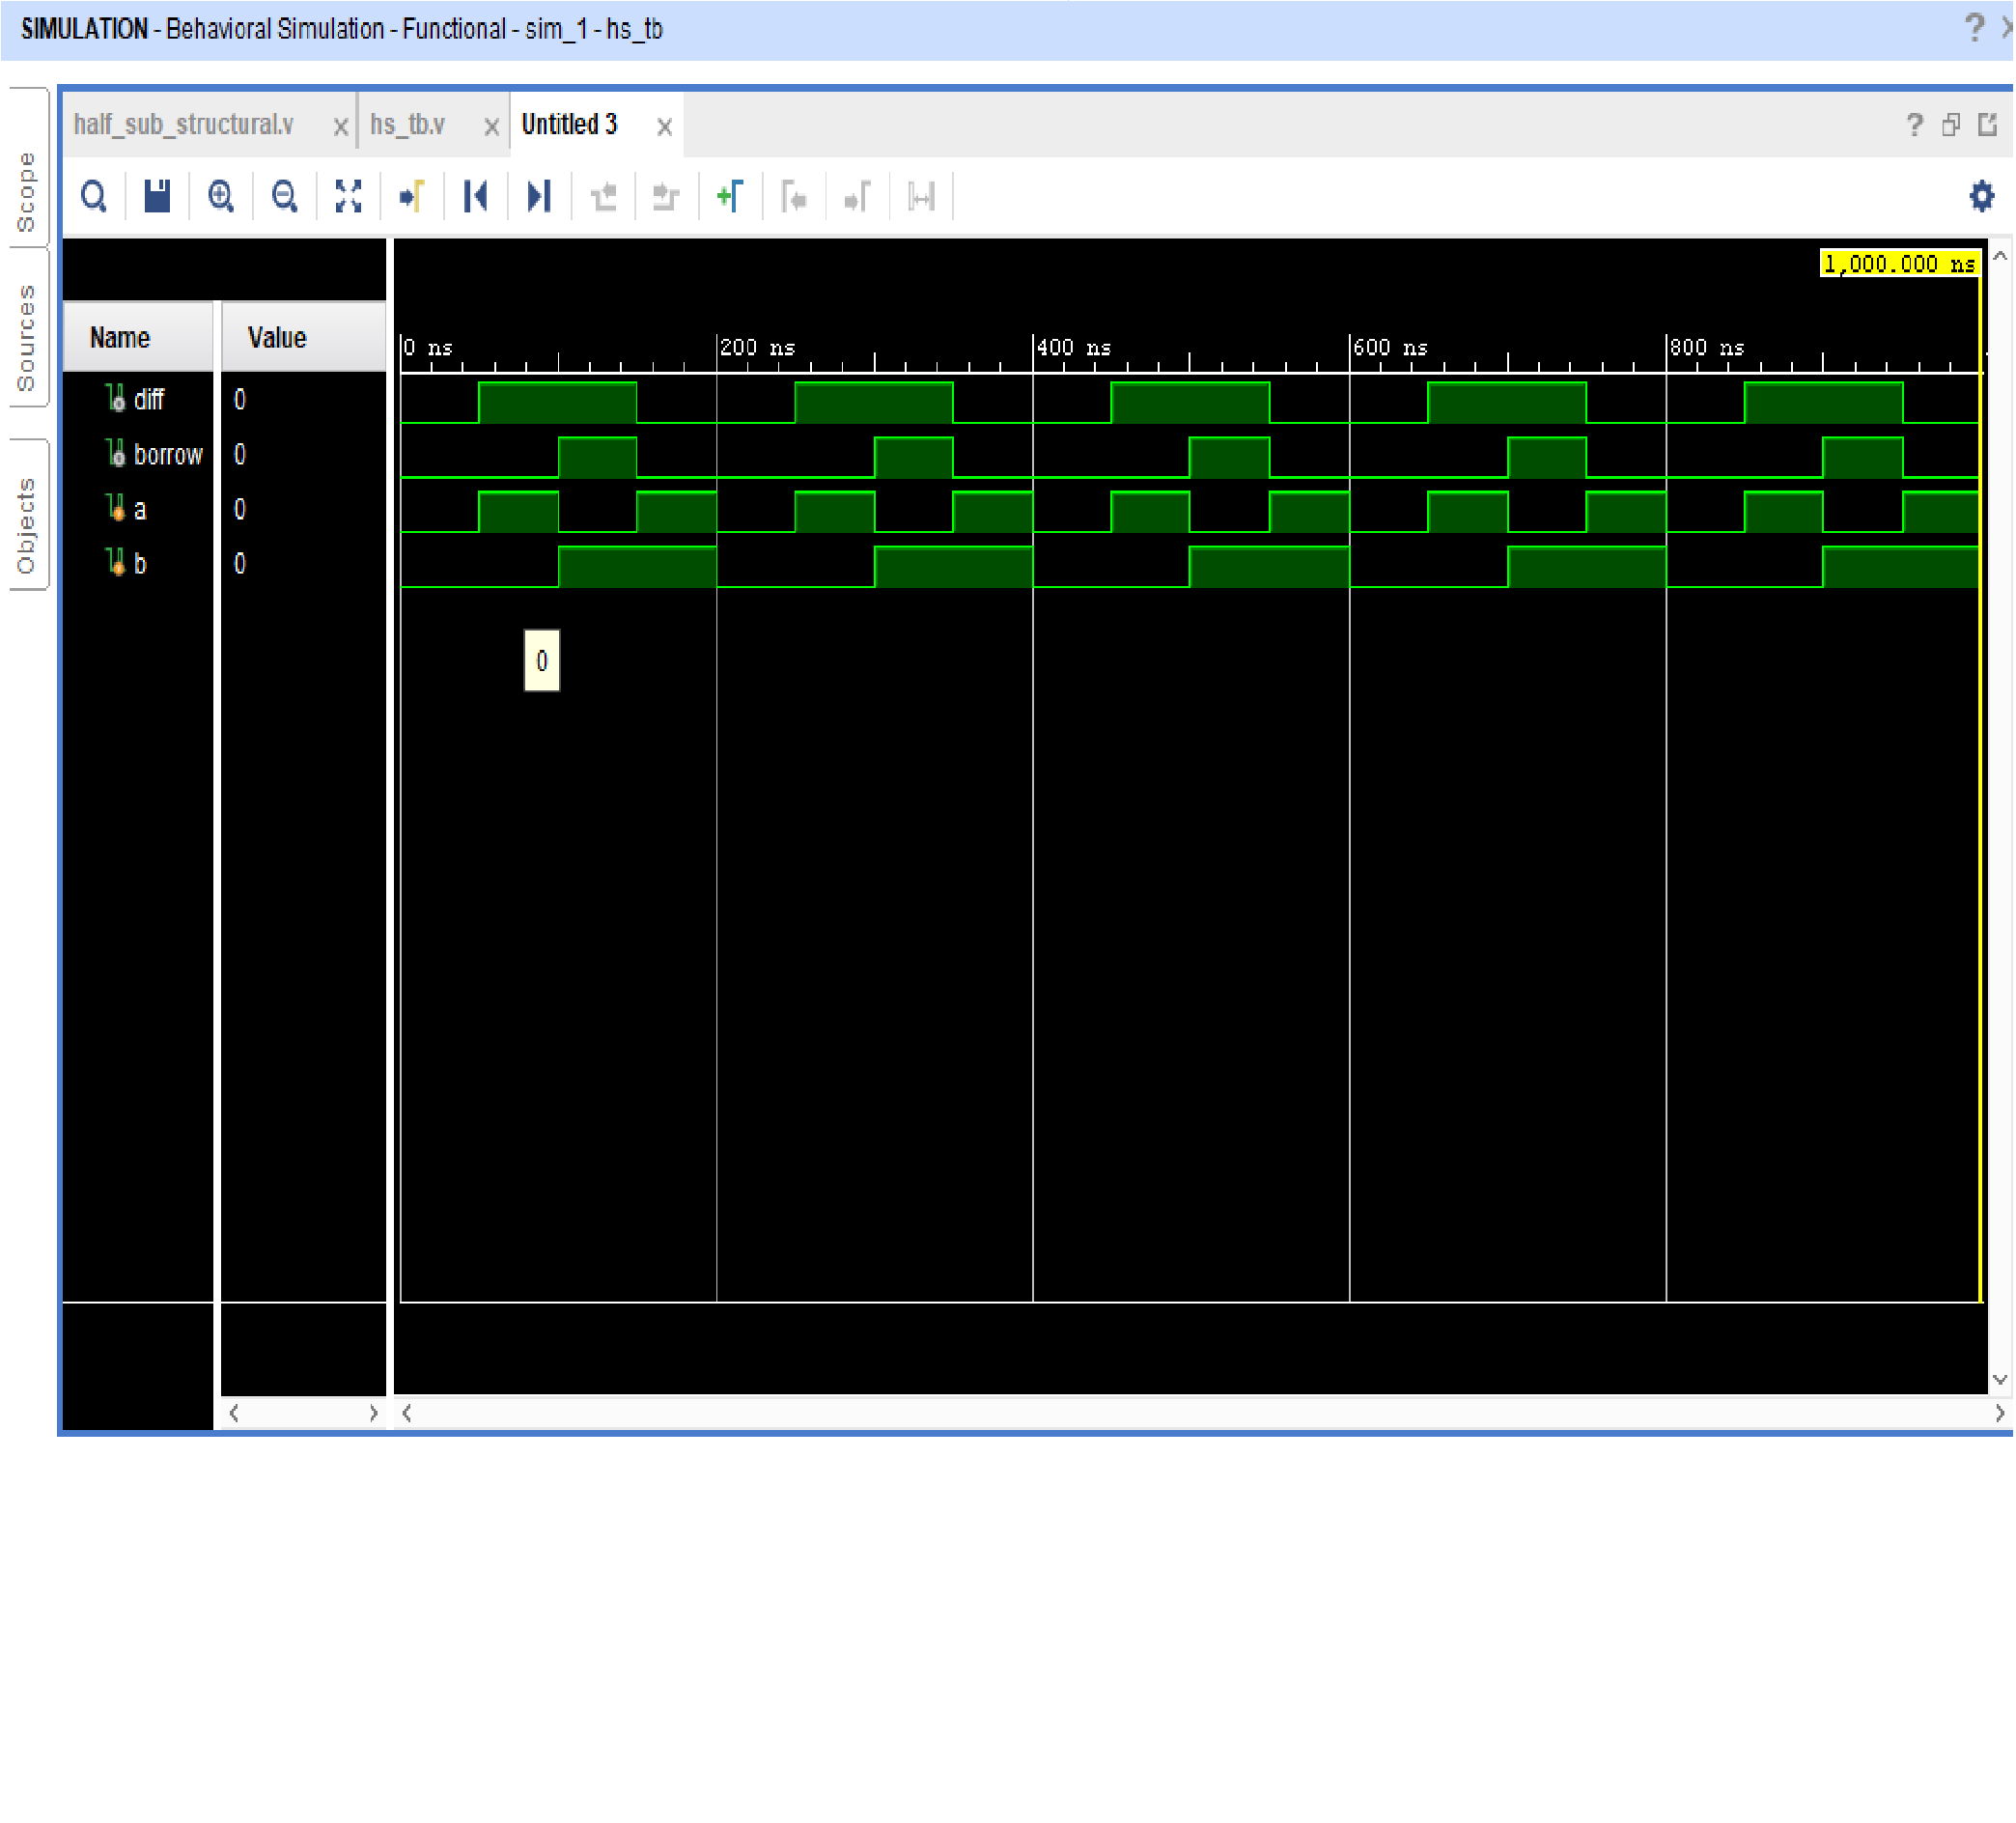 SIMULATION - Behavioral Simulation - Functional - sim_1 - hs_tb
half_sub_structural.v hs_tb.v Untitled 3
Scope
Sources
Objects
1,000.000 ns
Name Value 0 ns 200 ns 400 ns 600 ns 800 ns
diff 0
borrow 0
a 0
b 0
0